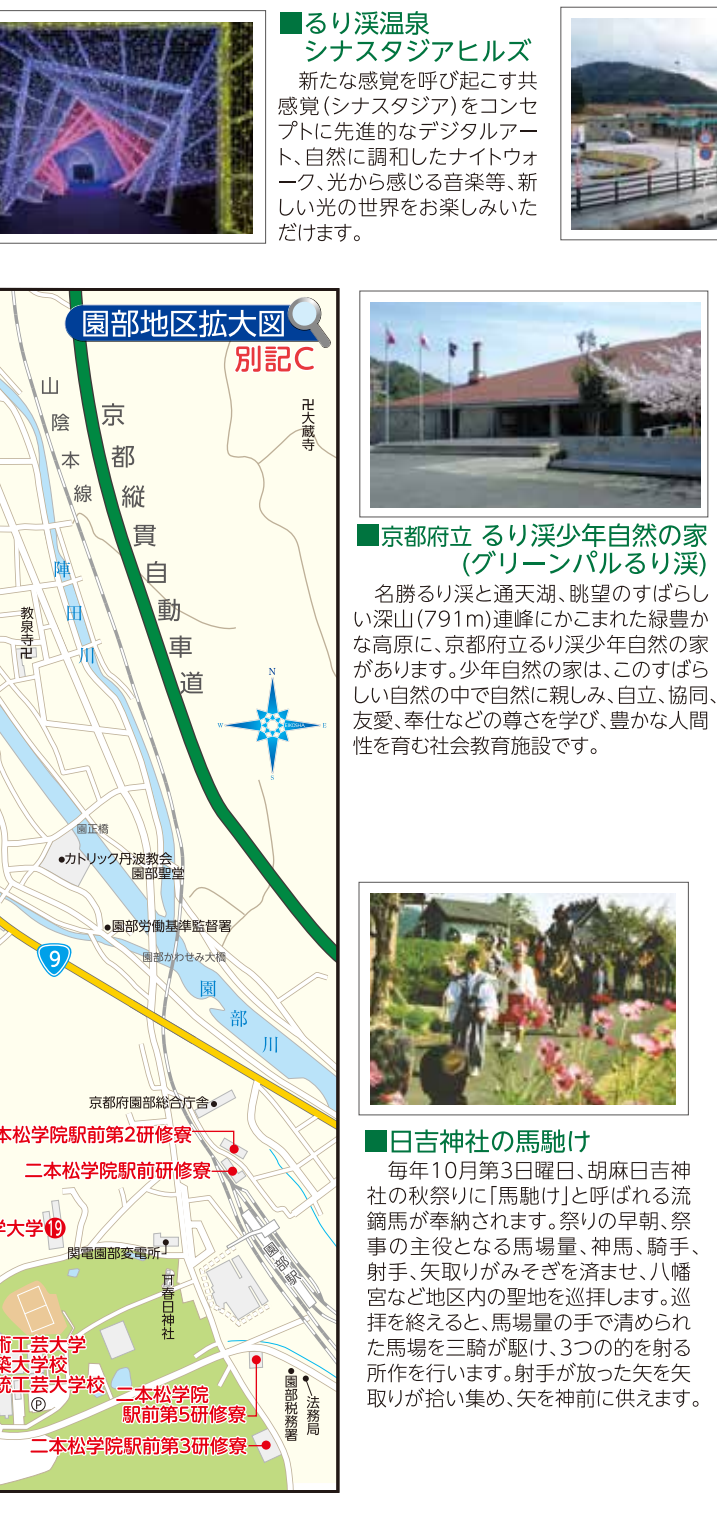 ■るり渓温泉
シナスタジアヒルズ
新たな感覚を呼び起こす共
感覚(シナスタジア)をコンセ
プトに先進的なデジタルアー
ト、自然に調和したナイトウォ
ーク、光から感じる音楽等、新
しい光の世界をお楽しみいた
だけます。
園部地区拡大図
別記C
卍大蔵寺
山陰本線
京都縦貫自動車道
陣田川
教泉寺卍
N
W
E
S
園正橋
●カトリック丹波教会
園部聖堂
●園部労働基準監督署
園部かわせみ大橋
9
園部川
京都府園部総合庁舎●
本松学院駅前第2研修寮
二本松学院駅前研修寮
学大学⑲
関電園部変電所
春日神社
園部駅
術工芸大学
築大学校
統工芸大学校
P
二本松学院
駅前第5研修寮
二本松学院駅前第3研修寮
●園部税務署
法務局
■京都府立 るり渓少年自然の家
(グリーンパルるり渓)
名勝るり渓と通天湖、眺望のすばらし
い深山(791m)連峰にかこまれた緑豊か
な高原に、京都府立るり渓少年自然の家
があります。少年自然の家は、このすばら
しい自然の中で自然に親しみ、自立、協同、
友愛、奉仕などの尊さを学び、豊かな人間
性を育む社会教育施設です。
■日吉神社の馬馳け
毎年10月第3日曜日、胡麻日吉神
社の秋祭りに「馬馳け」と呼ばれる流
鏑馬が奉納されます。祭りの早朝、祭
事の主役となる馬場量、神馬、騎手、
射手、矢取りがみそぎを済ませ、八幡
宮など地区内の聖地を巡拝します。巡
拝を終えると、馬場量の手で清められ
た馬場を三騎が駆け、3つの的を射る
所作を行います。射手が放った矢を矢
取りが拾い集め、矢を神前に供えます。